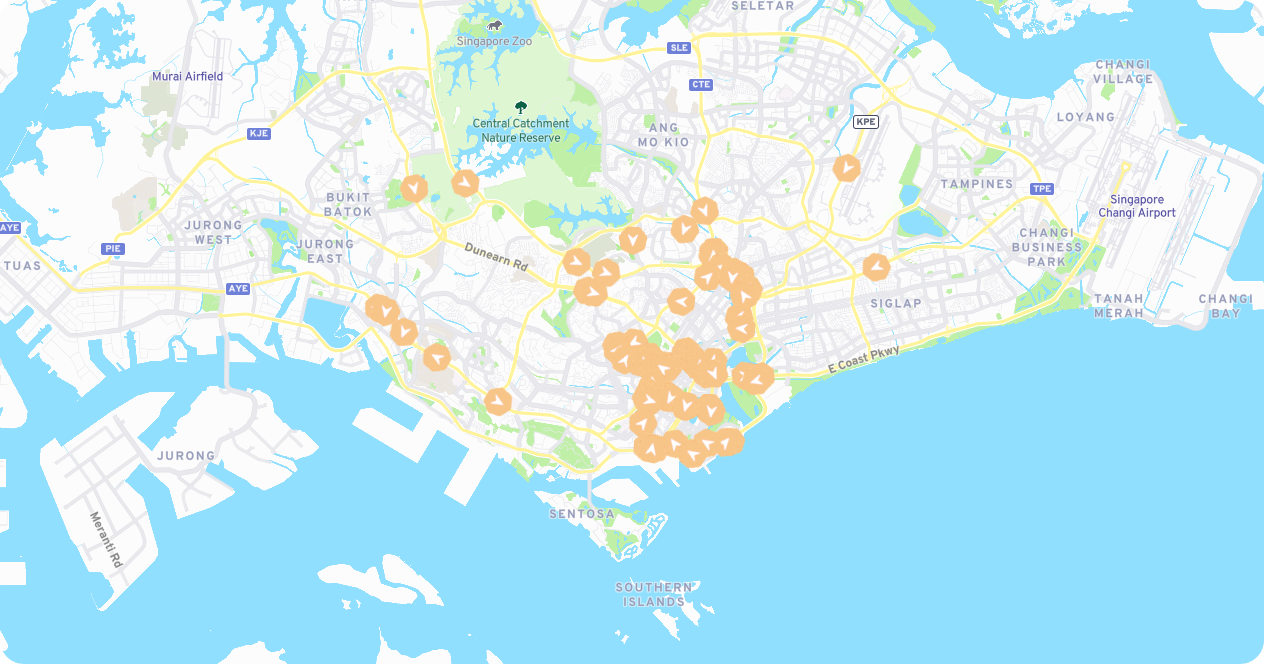 SELETAR
Singapore Zoo
SLE
CTE
CHANGI
VILLAGE
Murai Airfield
LOYANG
Central Catchment
Nature Reserve
KPE
ANG
MO KIO
KJE
TAMPINES
TPE
BUKIT
BATOK
Singapore
Changi Airport
AYE
JURONG
WEST
PIE
JURONG
EAST
Dunearn Rd
CHANGI
BUSINESS
PARK
TUAS
AYE
SIGLAP
TANAH
MERAH
CHANGI
BAY
E Coast Pkwy
JURONG
Meranti Rd
SENTOSA
SOUTHERN
ISLANDS